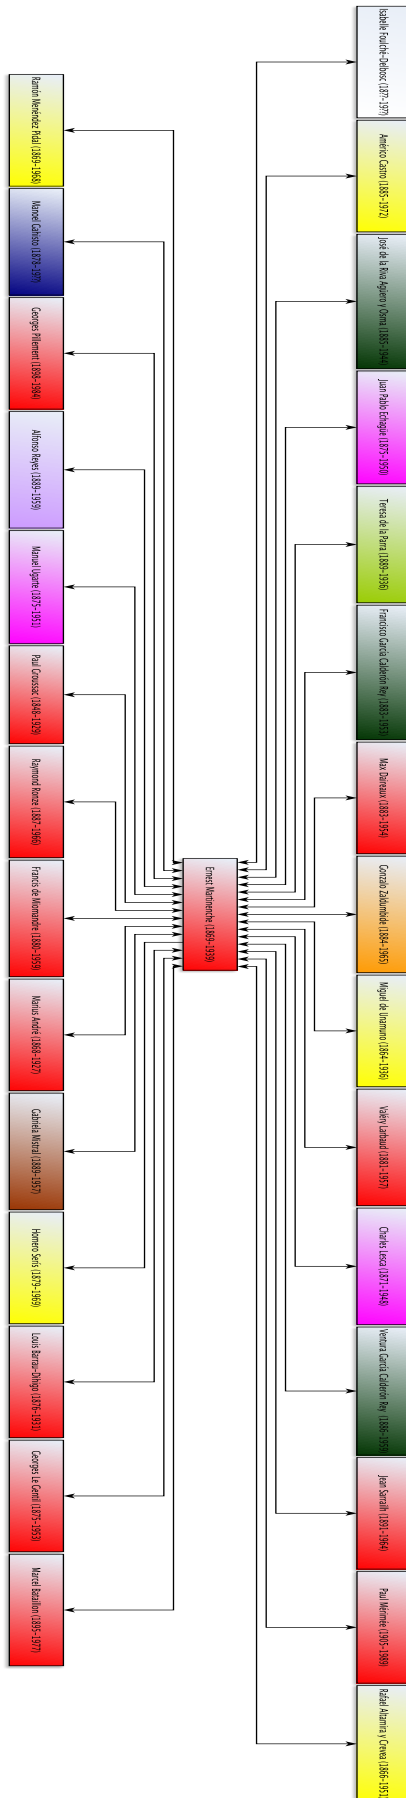 Isabelle Foulché-Delbosc (18??-19??)
Américo Castro (1885-1972)
José de la Riva Agüero y Osma (1885-1944)
Juan Pablo Echagüe (1875-1950)
Teresa de la Parra (1889-1936)
Francisco García Calderón Rey (1883-1953)
Max Daireaux (1883-1954)
Gonzalo Zaldumbide (1884-1965)
Miguel de Unamuno (1864-1936)
Valéry Larbaud (1881-1957)
Charles Lesca (1871-1948)
Ventura García Calderón Rey (1886-1959)
Jean Sarrailh (1891-1964)
Paul Mérimée (1905-1989)
Rafael Altamira y Crevea (1866-1951)
Ernest Martinenche (1869-1939)
Ramón Menéndez Pidal (1869-1968)
Manoel Gahisto (1878-19??)
Georges Pillement (1898-1984)
Alfonso Reyes (1889-1959)
Manuel Ugarte (1875-1951)
Paul Groussac (1848-1929)
Raymond Ronze (1887-1966)
Francis de Miomandre (1880-1959)
Marius André (1868-1927)
Gabriela Mistral (1889-1957)
Homero Serís (1879-1969)
Louis Barrau-Dihigo (1876-1931)
Georges Le Gentil (1875-1953)
Marcel Bataillon (1895-1977)